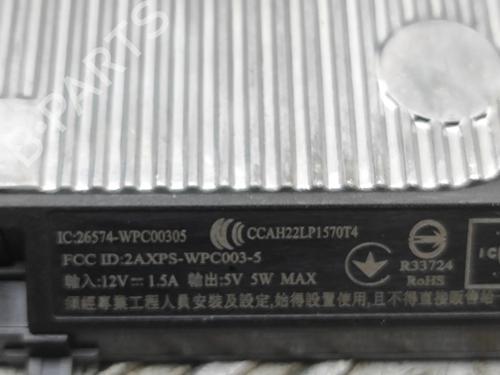 B-PARTS
IC:26574-WPC00305
CCAH22LP1570T4
FCC ID:2AXPS-WPC003-5
R33724
RoHS
輸入:12V⎓ 1.5A 輸出:5V 5W MAX
須經專業工程人員安裝及設定,始得設置使用,且不得直接販售給